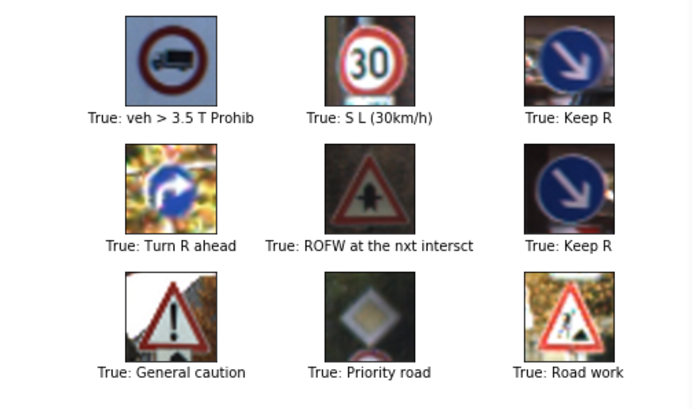 30
True: veh > 3.5 T Prohib
True: S L (30km/h)
True: Keep R
True: Turn R ahead
True: ROFW at the nxt intersct
True: Keep R
True: General caution
True: Priority road
True: Road work